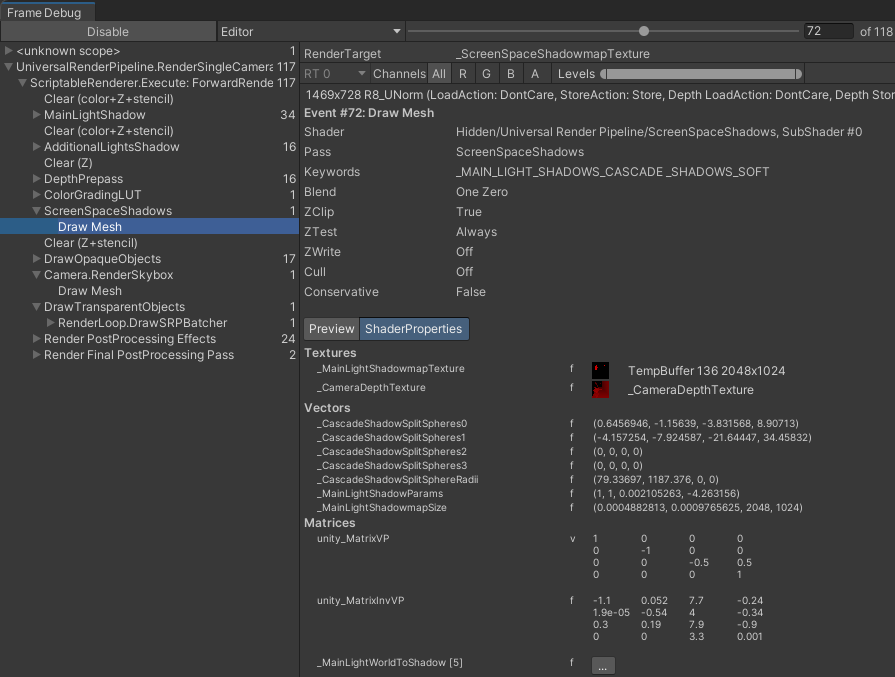 Frame Debug
Disable Editor 72 of 118
<unknown scope> 1
UniversalRenderPipeline.RenderSingleCamera 117
ScriptableRenderer.Execute: ForwardRende 117
Clear (color+Z+stencil)
MainLightShadow 34
Clear (color+Z+stencil)
AdditionalLightsShadow 16
Clear (Z)
DepthPrepass 16
ColorGradingLUT 1
ScreenSpaceShadows 1
Draw Mesh
Clear (Z+stencil)
DrawOpaqueObjects 17
Camera.RenderSkybox 1
Draw Mesh
DrawTransparentObjects 1
RenderLoop.DrawSRPBatcher 1
Render PostProcessing Effects 24
Render Final PostProcessing Pass 2
RenderTarget _ScreenSpaceShadowmapTexture
RT 0 Channels All R G B A Levels
1469x728 R8_UNorm (LoadAction: DontCare, StoreAction: Store, Depth LoadAction: DontCare, Depth Stor
Event #72: Draw Mesh
Shader Hidden/Universal Render Pipeline/ScreenSpaceShadows, SubShader #0
Pass ScreenSpaceShadows
Keywords _MAIN_LIGHT_SHADOWS_CASCADE _SHADOWS_SOFT
Blend One Zero
ZClip True
ZTest Always
ZWrite Off
Cull Off
Conservative False
Preview ShaderProperties
Textures
_MainLightShadowmapTexture f TempBuffer 136 2048x1024
_CameraDepthTexture f _CameraDepthTexture
Vectors
_CascadeShadowSplitSpheres0 f (0.6456946, -1.15639, -3.831568, 8.90713)
_CascadeShadowSplitSpheres1 f (-4.157254, -7.924587, -21.64447, 34.45832)
_CascadeShadowSplitSpheres2 f (0, 0, 0, 0)
_CascadeShadowSplitSpheres3 f (0, 0, 0, 0)
_CascadeShadowSplitSphereRadii f (79.33697, 1187.376, 0, 0)
_MainLightShadowParams f (1, 1, 0.002105263, -4.263156)
_MainLightShadowmapSize f (0.0004882813, 0.0009765625, 2048, 1024)
Matrices
unity_MatrixVP v 1 0 0 0
0 -1 0 0
0 0 -0.5 0.5
0 0 0 1
unity_MatrixInvVP f -1.1 0.052 7.7 -0.24
1.9e-05 -0.54 4 -0.34
0.3 0.19 7.9 -0.9
0 0 3.3 0.001
_MainLightWorldToShadow [5] f ...